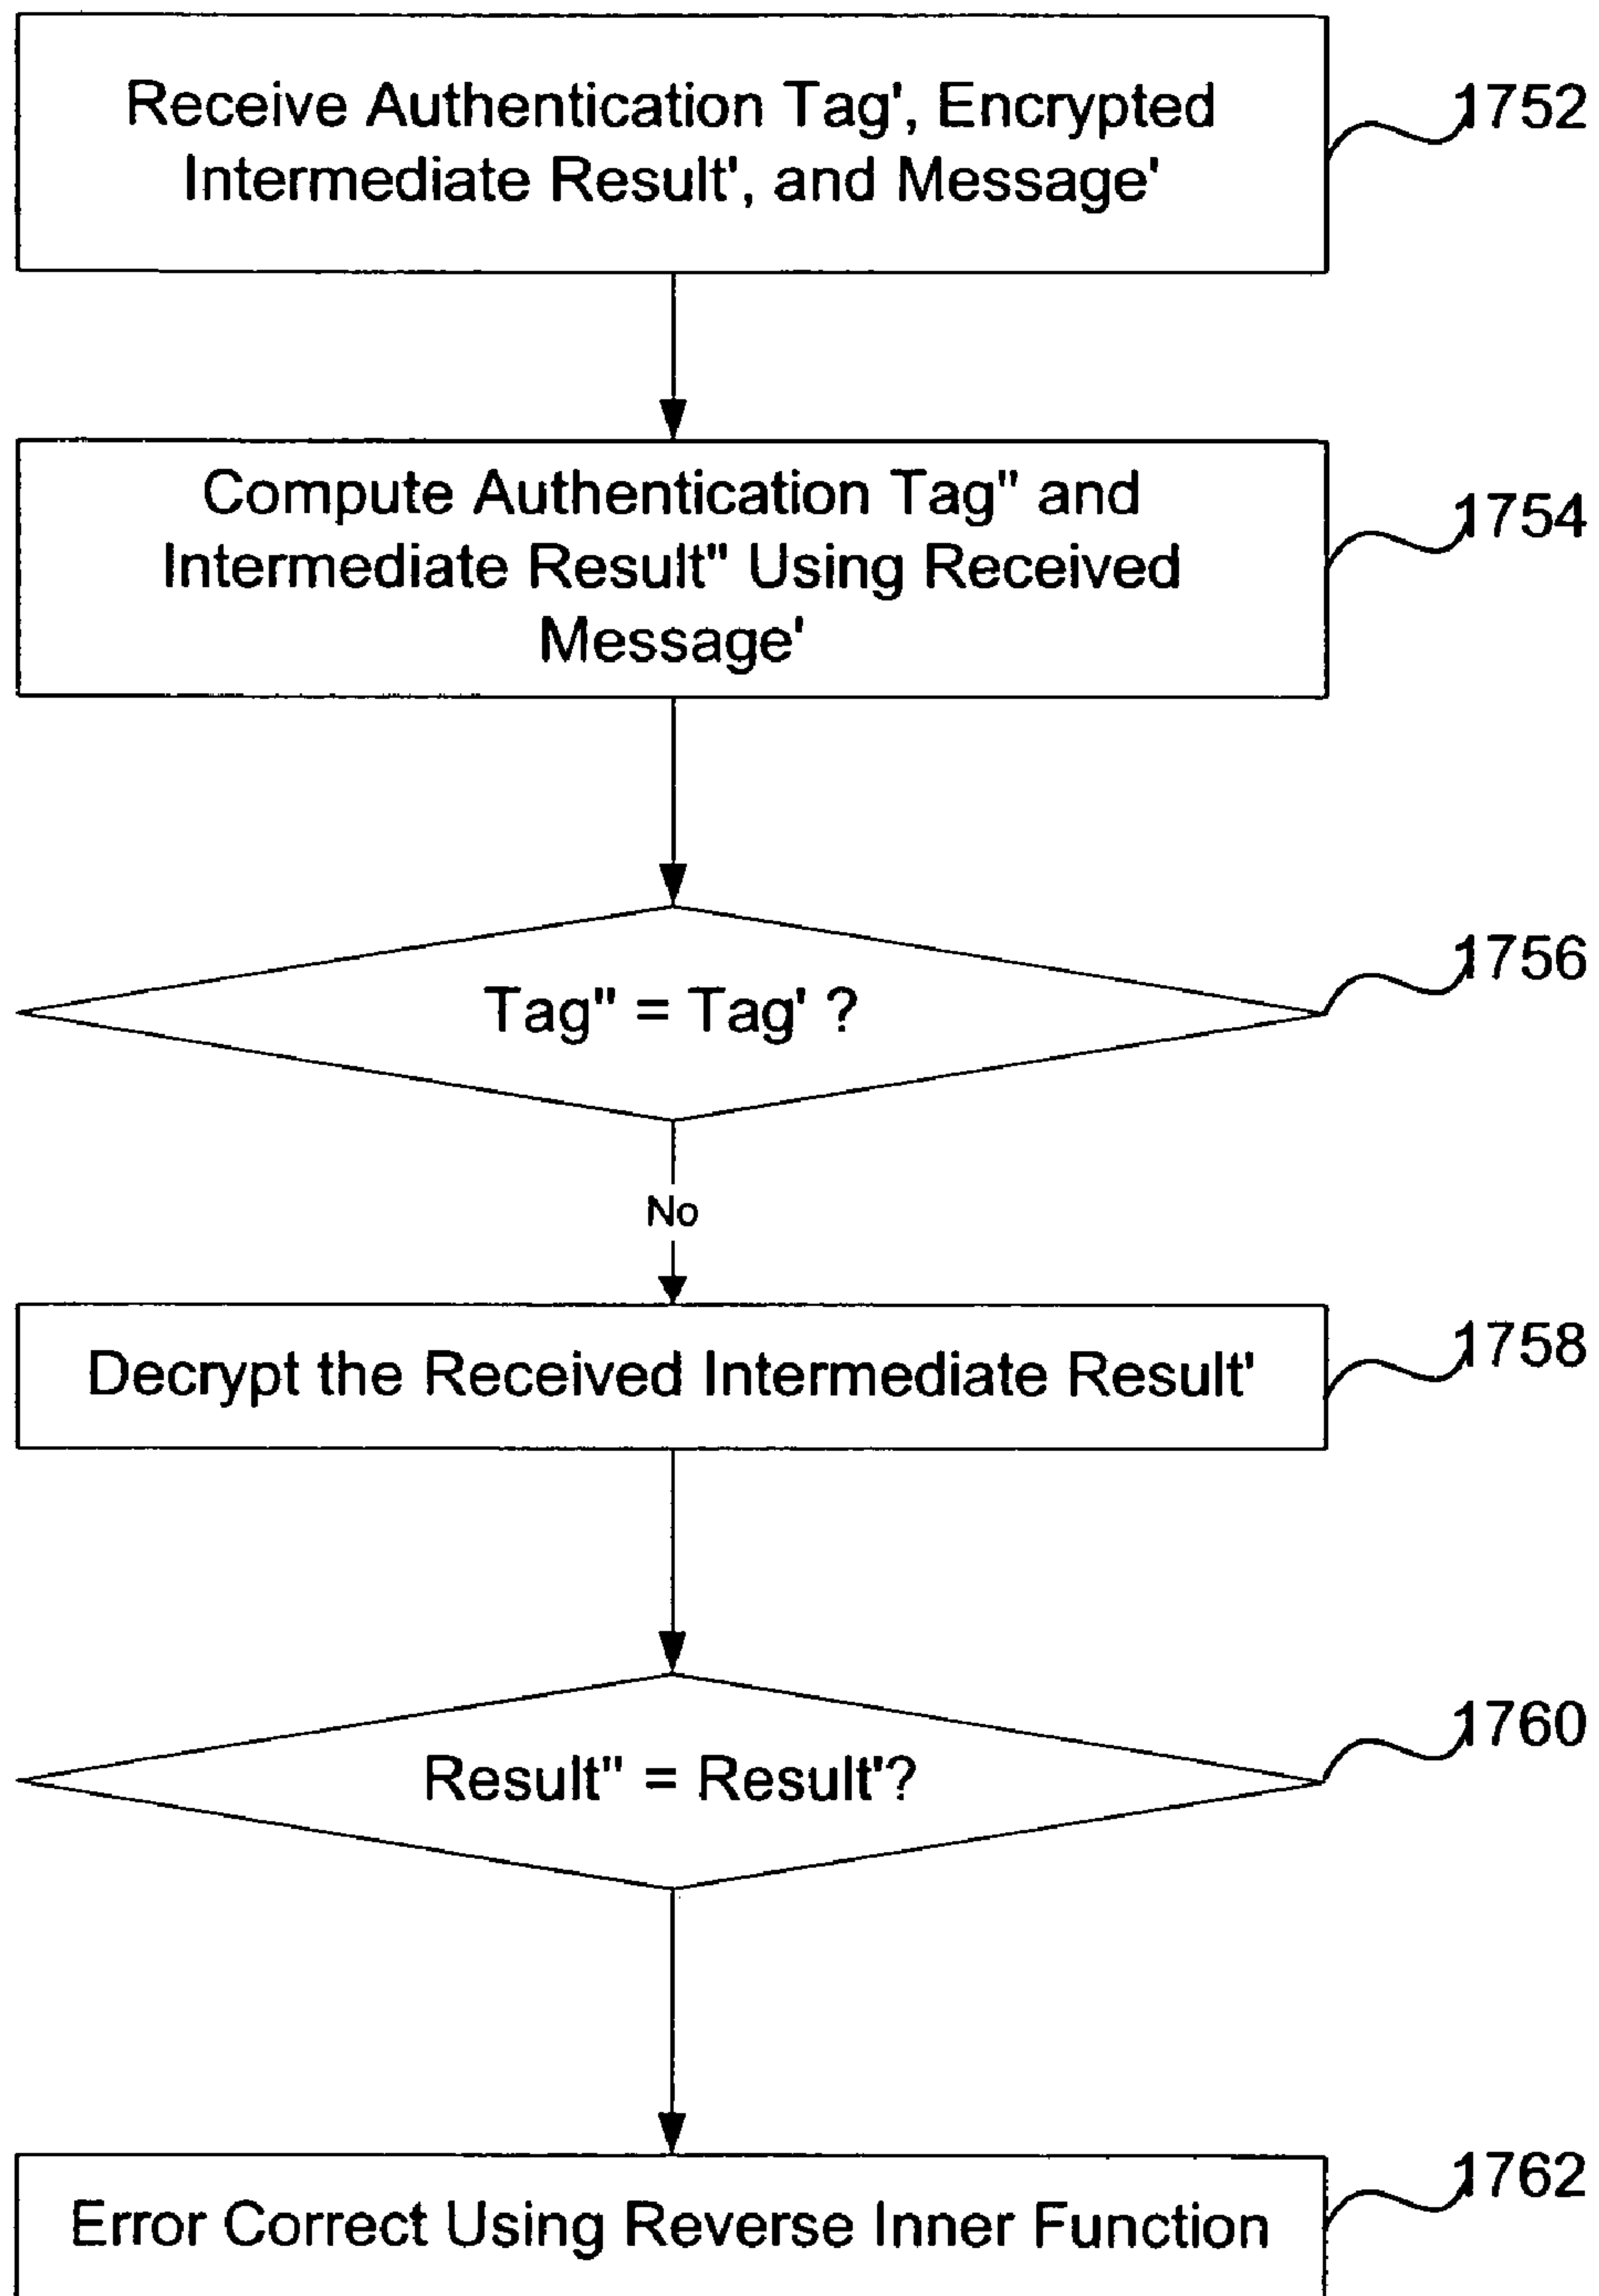 Receive Authentication Tag', Encrypted
Intermediate Result', and Message'
1752
Compute Authentication Tag" and
Intermediate Result" Using Received
Message'
1754
Tag" = Tag' ?
1756
No
Decrypt the Received Intermediate Result'
1758
Result" = Result'?
1760
Error Correct Using Reverse Inner Function
1762